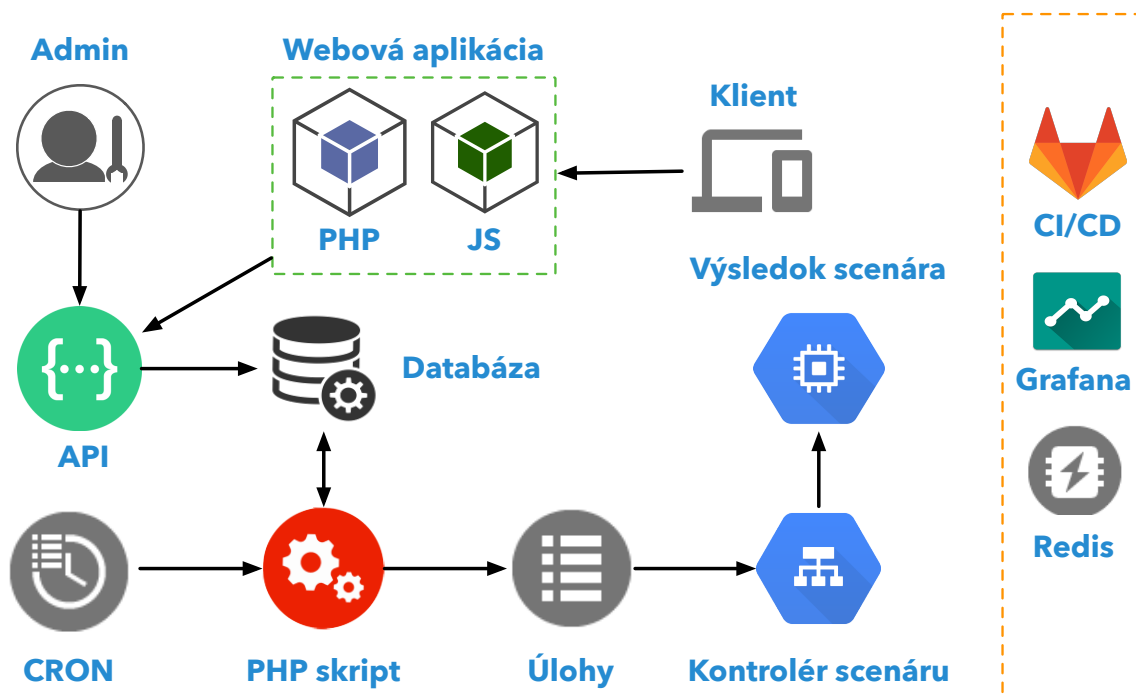 Admin
Webová aplikácia
Klient
PHP
JS
CI/CD
Výsledok scenára
{...}
Databáza
Grafana
API
Redis
CRON
PHP skript
Úlohy
Kontrolér scenáru